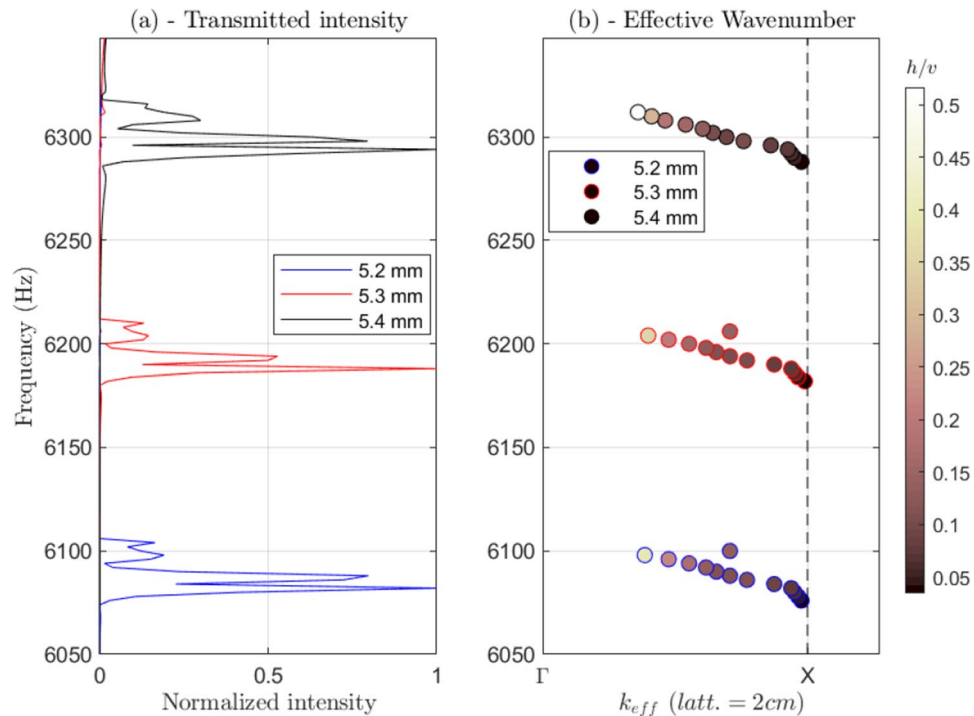 (a) - Transmitted intensity
(b) - Effective Wavenumber
h/v
Frequency (Hz)
6300
6250
6200
6150
6100
6050
5.2 mm
5.3 mm
5.4 mm
0
0.5
1
Normalized intensity
6300
6250
6200
6150
6100
6050
5.2 mm
5.3 mm
5.4 mm
Γ
X
k_{eff} (latt. = 2cm)
0.5
0.45
0.4
0.35
0.3
0.25
0.2
0.15
0.1
0.05